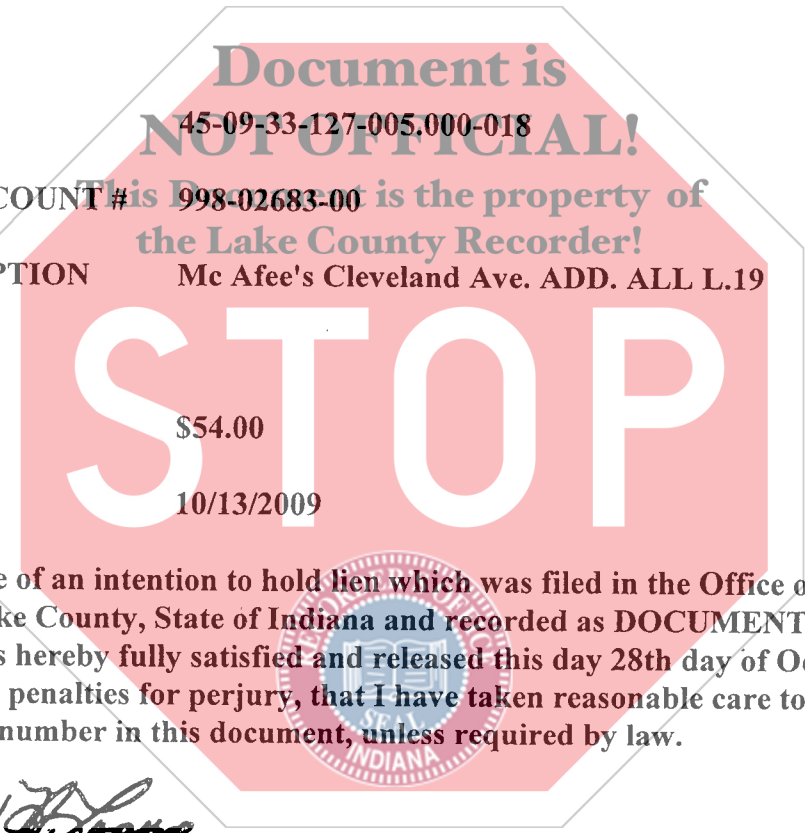 Document is
NOT OFFICIAL!
45-09-33-127-005.000-018
This Document is the property of
COUNT # 998-02683-00
the Lake County Recorder!
PTION Mc Afee's Cleveland Ave. ADD. ALL L.19
STOP
$54.00
10/13/2009
e of an intention to hold lien which was filed in the Office o
ke County, State of Indiana and recorded as DOCUMENT
s hereby fully satisfied and released this day 28th day of Oc
penalties for perjury, that I have taken reasonable care to
number in this document, unless required by law.
SEAL
INDIANA